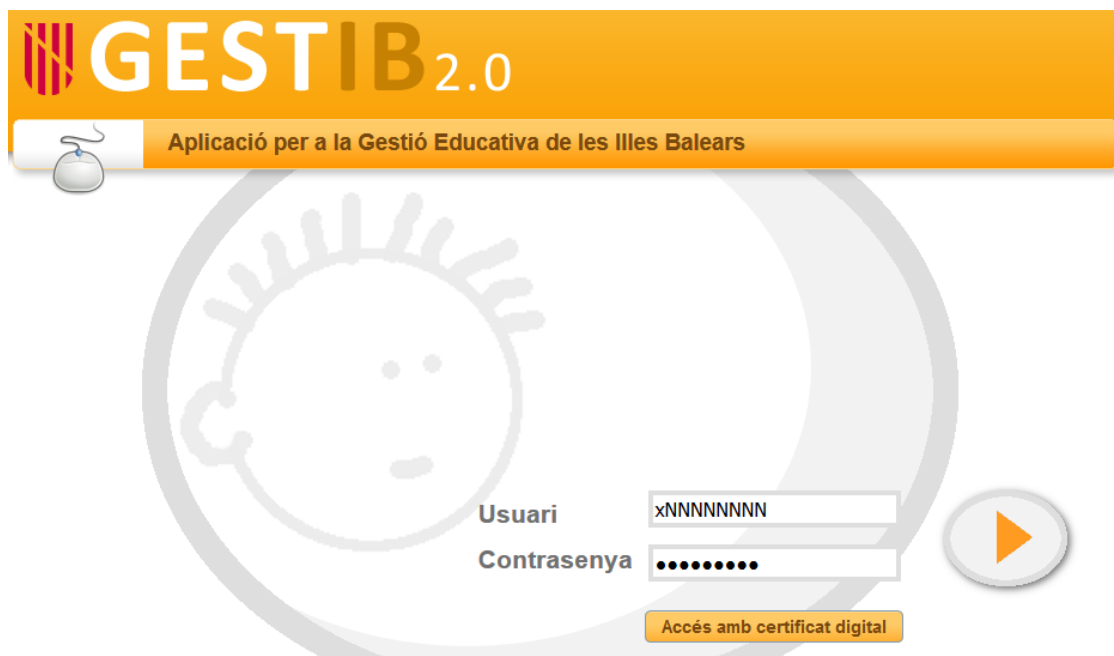 GESTIB 2.0
Aplicació per a la Gestió Educativa de les Illes Balears
Usuari xNNNNNNNN
Contrasenya •••••••••
Accés amb certificat digital